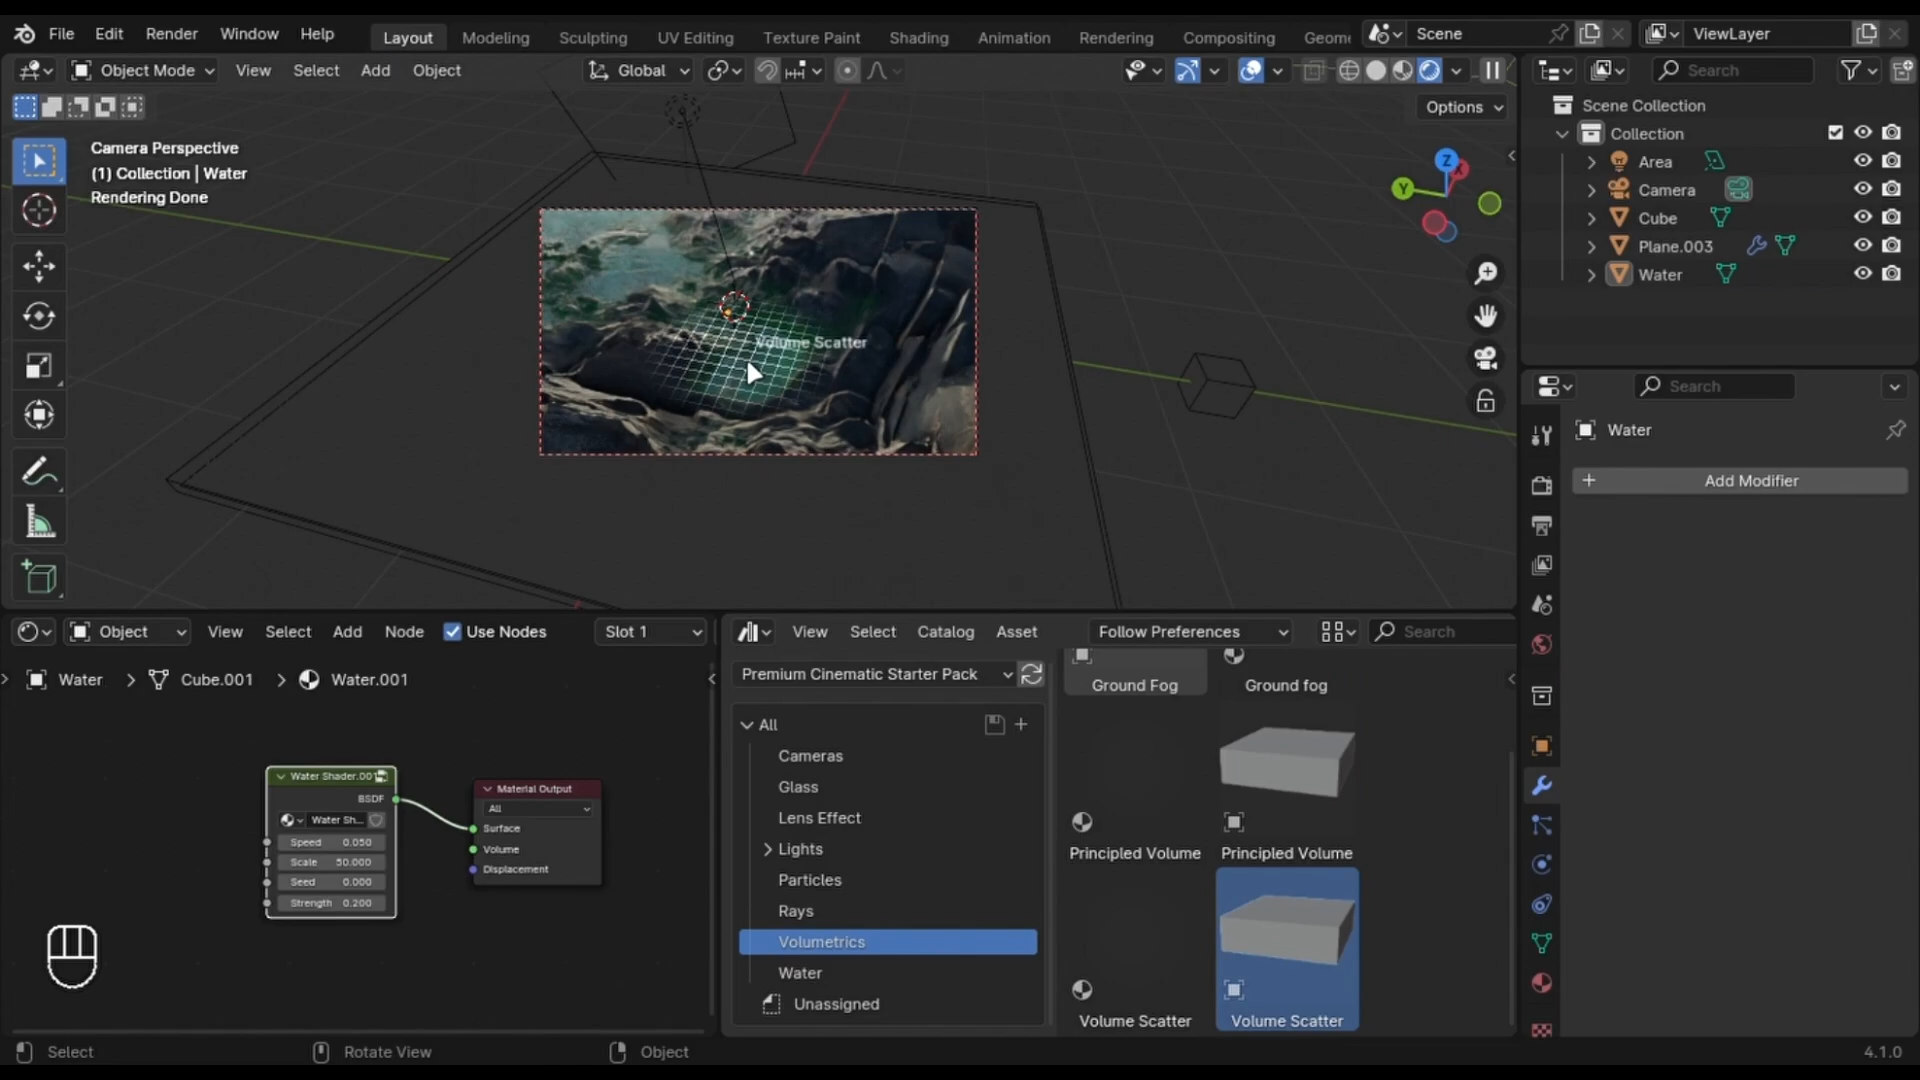 File Edit Render Window Help Layout Modeling Sculpting UV Editing Texture Paint Shading Animation Rendering Compositing Geom Scene ViewLayer
Object Mode View Select Add Object Global Search
Options
Scene Collection
Camera Perspective
(1) Collection | Water
Rendering Done
Collection
Area
Camera
Cube
Plane.003
Water
Z
X
Y
Volume Scatter
Search
Water
Add Modifier
Object View Select Add Node Use Nodes Slot 1
View Select Catalog Asset Follow Preferences Search
Water > Cube.001 > Water.001
Premium Cinematic Starter Pack
All
Cameras
Glass
Lens Effect
Lights
Particles
Rays
Volumetrics
Water
Unassigned
Ground Fog
Ground fog
Principled Volume
Principled Volume
Volume Scatter
Volume Scatter
Water Shader.001
BSDF
Water Sh...
Speed 0.050
Scale 50.000
Seed 0.000
Strength 0.200
Material Output
All
Surface
Volume
Displacement
Select Rotate View Object 4.1.0